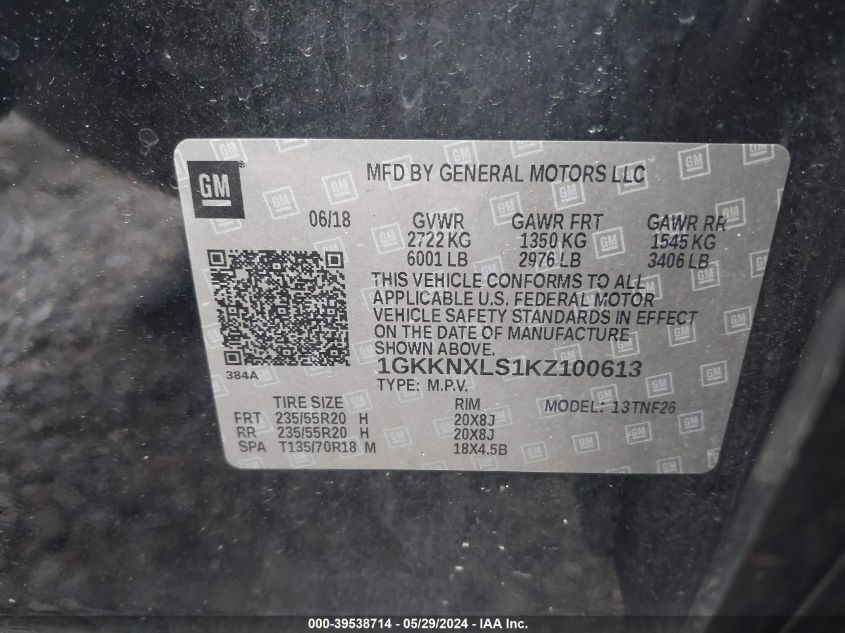 GM
MFD BY GENERAL MOTORS LLC
06/18 GVWR GAWR FRT GAWR RR
2722 KG 1350 KG 1545 KG
6001 LB 2976 LB 3406 LB
THIS VEHICLE CONFORMS TO ALL
APPLICABLE U.S. FEDERAL MOTOR
VEHICLE SAFETY STANDARDS IN EFFECT
ON THE DATE OF MANUFACTURE
SHOWN ABOVE.
384A
1GKKNXLS1KZ100613
TYPE: M.P.V.
TIRE SIZE RIM MODEL: 13TNF26
FRT 235/55R20 H 20X8J
RR 235/55R20 H 20X8J
SPA T135/70R18 M 18X4.5B
000-39538714 - 05/29/2024 - IAA Inc.